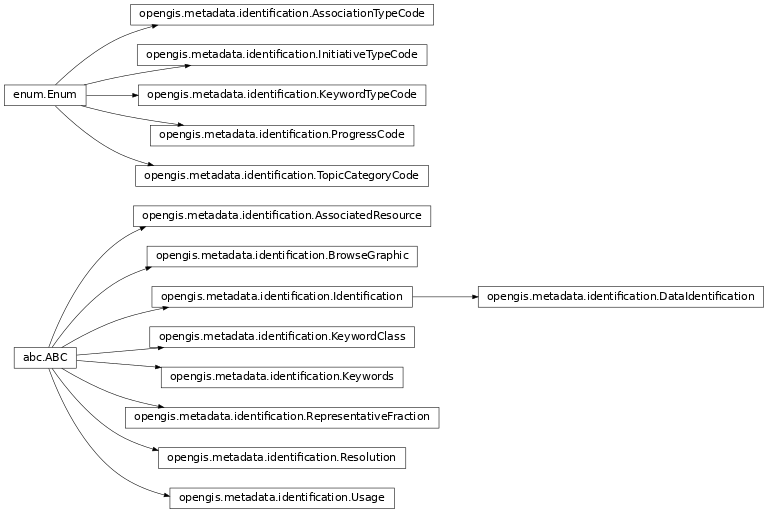 opengis.metadata.identification.AssociationTypeCode
opengis.metadata.identification.InitiativeTypeCode
enum.Enum
opengis.metadata.identification.KeywordTypeCode
opengis.metadata.identification.ProgressCode
opengis.metadata.identification.TopicCategoryCode
opengis.metadata.identification.AssociatedResource
opengis.metadata.identification.BrowseGraphic
opengis.metadata.identification.Identification
opengis.metadata.identification.DataIdentification
opengis.metadata.identification.KeywordClass
abc.ABC
opengis.metadata.identification.Keywords
opengis.metadata.identification.RepresentativeFraction
opengis.metadata.identification.Resolution
opengis.metadata.identification.Usage